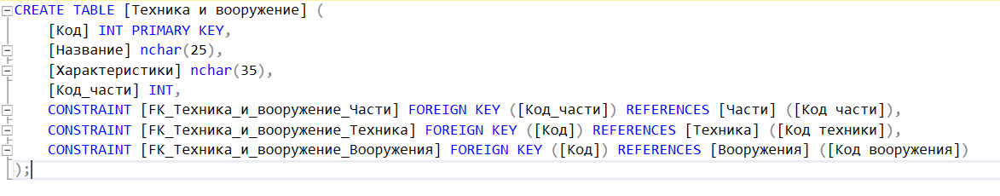 CREATE TABLE [Техника и вооружение] (
[Код] INT PRIMARY KEY,
[Название] nchar(25),
[Характеристики] nchar(35),
[Код_части] INT,
CONSTRAINT [FK_Техника_и_вооружение_Части] FOREIGN KEY ([Код_части]) REFERENCES [Части] ([Код части]),
CONSTRAINT [FK_Техника_и_вооружение_Техника] FOREIGN KEY ([Код]) REFERENCES [Техника] ([Код техники]),
CONSTRAINT [FK_Техника_и_вооружение_Вооружения] FOREIGN KEY ([Код]) REFERENCES [Вооружения] ([Код вооружения])
);